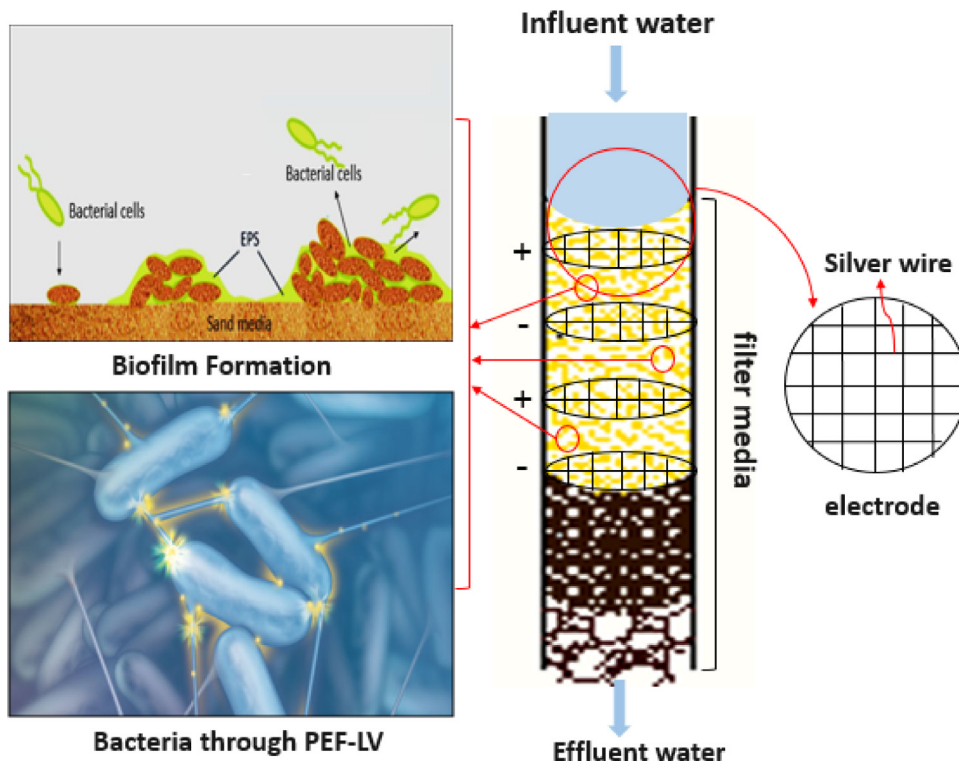 Influent water
Bacterial cells
Bacterial cells
EPS
Sand media
Biofilm Formation
+
-
+
-
filter media
Silver wire
electrode
Bacteria through PEF-LV
Effluent water